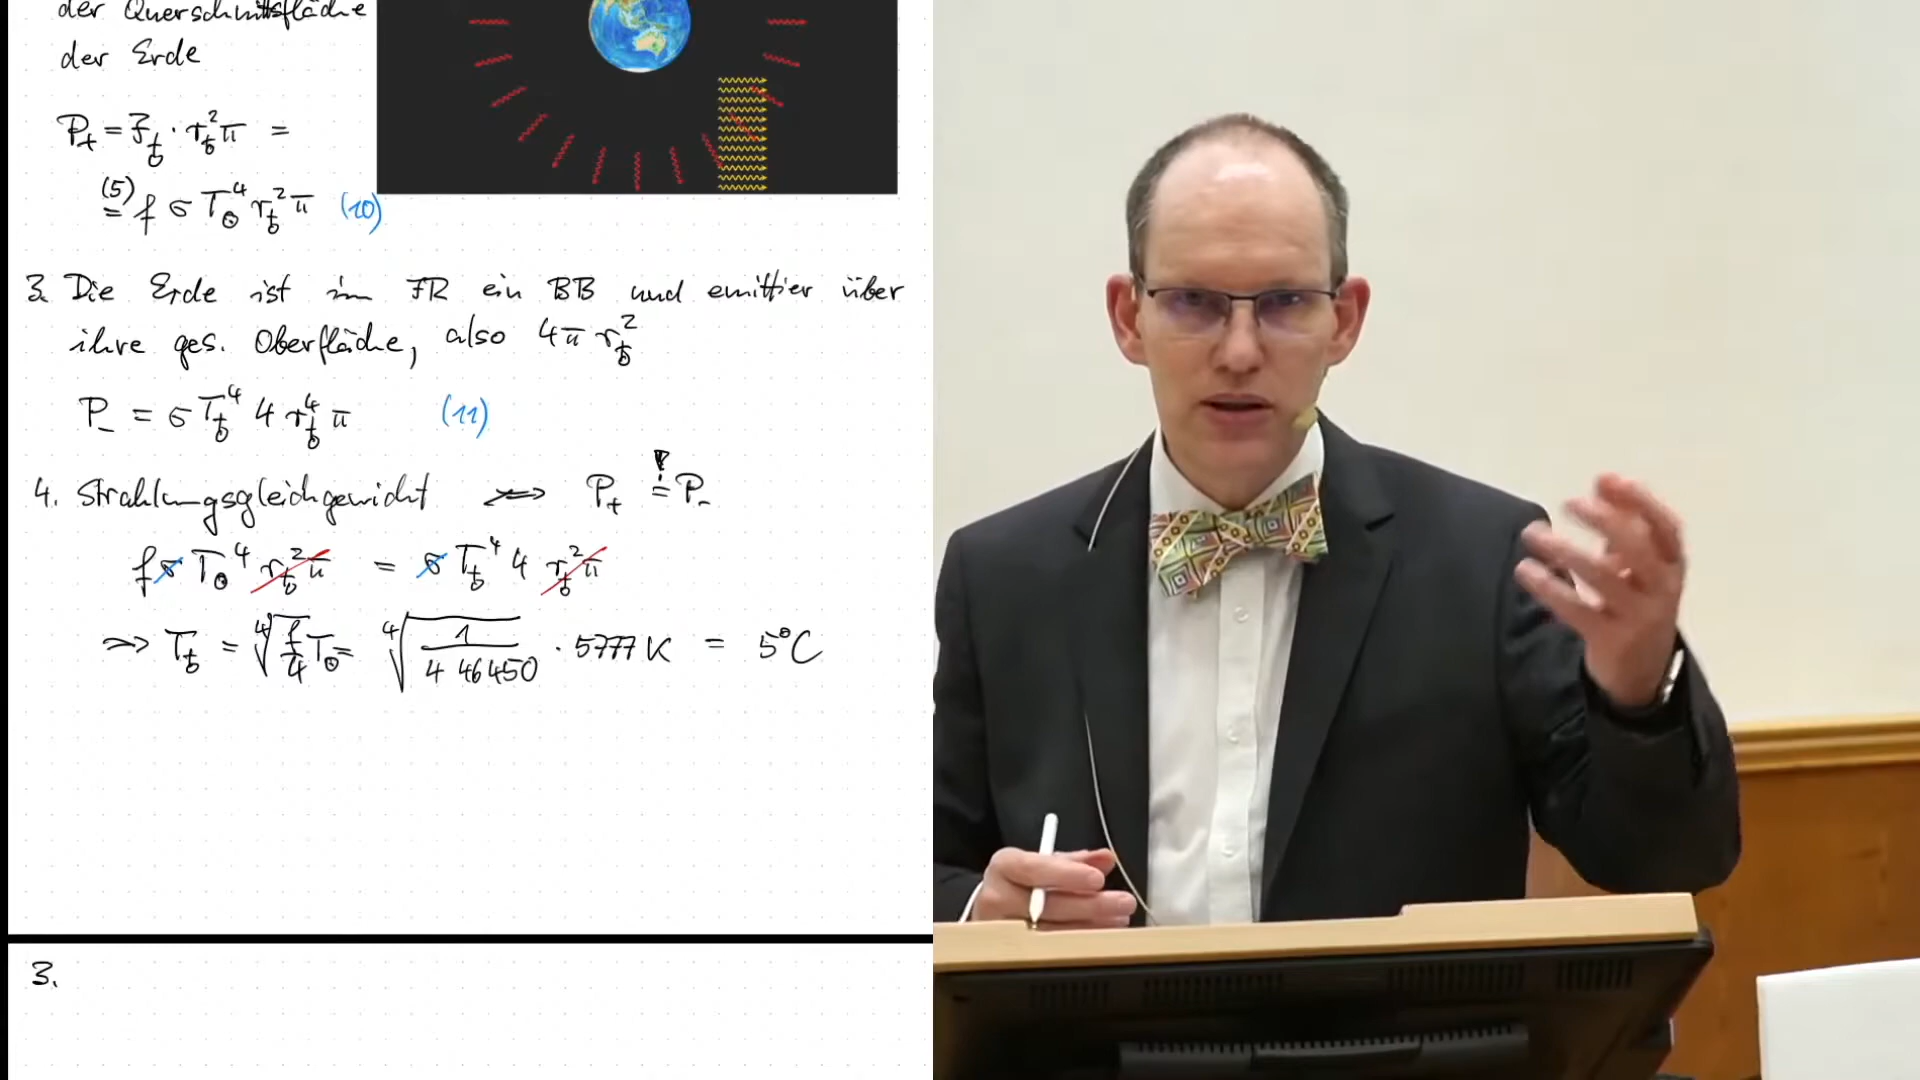 der Querschnittsfläche
der Erde
P₊ = F♁ · r♁² π =
(5) = f σ T☉⁴ r♁² π (10)
3. Die Erde ist im FR ein BB und emittier über
ihre ges. Oberfläche, also 4π r♁²
P₋ = σ T♁⁴ 4 r♁⁴ π (11)
4. Strahlungsgleichgewicht ⟺ P₊ =! P₋
f σ T☉⁴ r♁² π = σ T♁⁴ 4 r♁² π
⇒ T♁ = ⁴√(f/4) T☉ = ⁴√(1/(4 46450)) · 5777 K = 5°C
3.